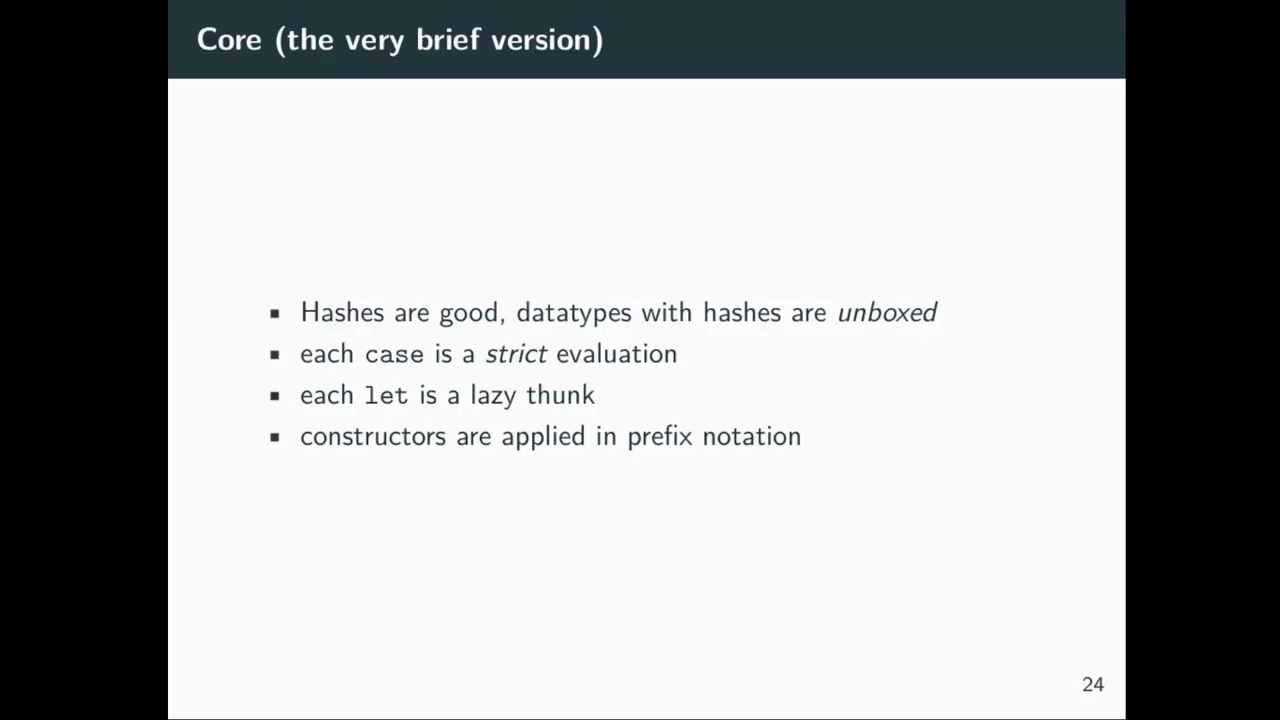 Core (the very brief version)
▪ Hashes are good, datatypes with hashes are unboxed
▪ each case is a strict evaluation
▪ each let is a lazy thunk
▪ constructors are applied in prefix notation
24